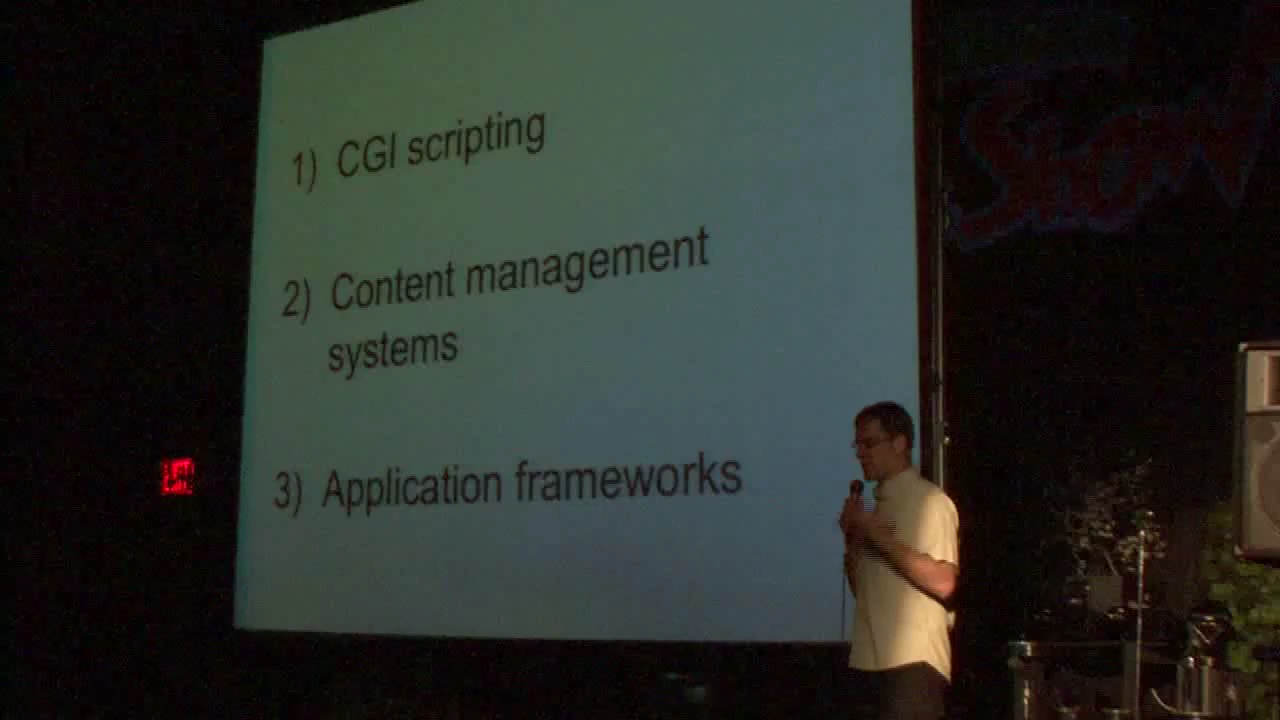 1) CGI scripting
2) Content management
systems
3) Application frameworks